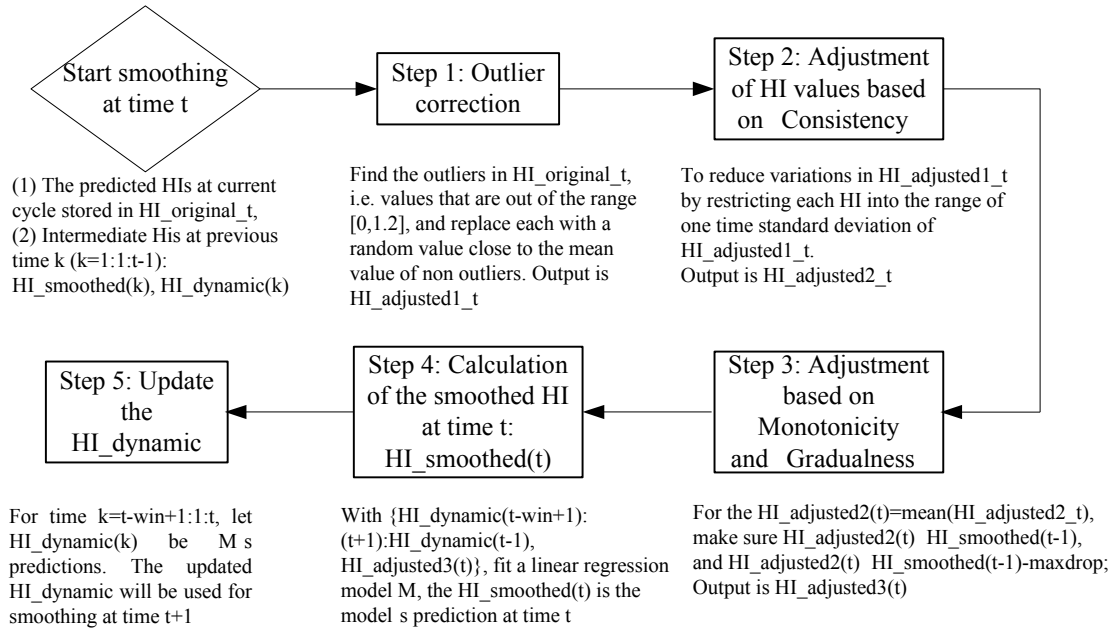 Start smoothing
at time t
(1) The predicted HIs at current
cycle stored in HI_original_t,
(2) Intermediate His at previous
time k (k=1:1:t-1):
HI_smoothed(k), HI_dynamic(k)
Step 1: Outlier
correction
Find the outliers in HI_original_t,
i.e. values that are out of the range
[0,1.2], and replace each with a
random value close to the mean
value of non outliers. Output is
HI_adjusted1_t
Step 2: Adjustment
of HI values based
on Consistency
To reduce variations in HI_adjusted1_t
by restricting each HI into the range of
one time standard deviation of
HI_adjusted1_t.
Output is HI_adjusted2_t
Step 3: Adjustment
based on
Monotonicity
and Gradualness
For the HI_adjusted2(t)=mean(HI_adjusted2_t),
make sure HI_adjusted2(t) HI_smoothed(t-1),
and HI_adjusted2(t) HI_smoothed(t-1)-maxdrop;
Output is HI_adjusted3(t)
Step 4: Calculation
of the smoothed HI
at time t:
HI_smoothed(t)
With {HI_dynamic(t-win+1):
(t+1):HI_dynamic(t-1),
HI_adjusted3(t)}, fit a linear regression
model M, the HI_smoothed(t) is the
model s prediction at time t
Step 5: Update
the
HI_dynamic
For time k=t-win+1:1:t, let
HI_dynamic(k) be M s
predictions. The updated
HI_dynamic will be used for
smoothing at time t+1